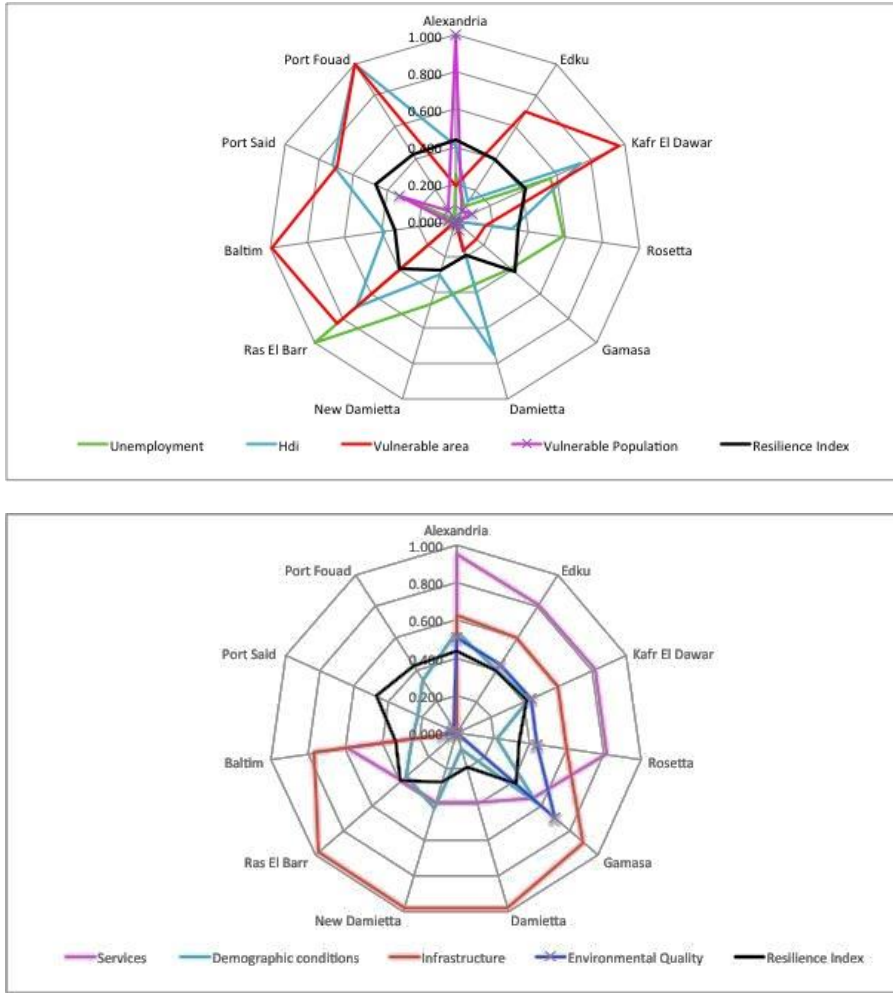 Alexandria
1.000
Port Fouad
Edku
0.800
0.600
Port Said
Kafr El Dawar
0.400
0.200
0.000
Baltim
Rosetta
Ras El Barr
Gamasa
New Damietta
Damietta
Unemployment Hdi Vulnerable area Vulnerable Population Resilience Index
Alexandria
1.000
Port Fouad
Edku
0.800
0.600
Port Said
Kafr El Dawar
0.400
0.200
0.000
Baltim
Rosetta
Ras El Barr
Gamasa
New Damietta
Damietta
Services Demographic conditions Infrastructure Environmental Quality Resilience Index